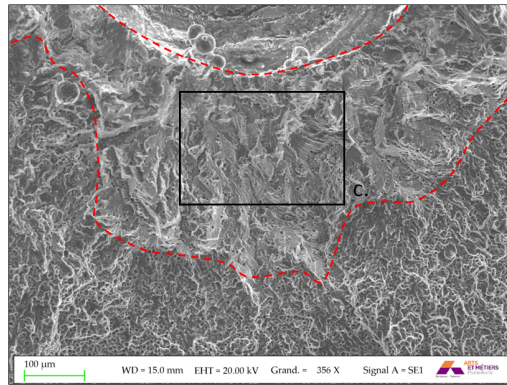 c.
100 µm
WD = 15.0 mm EHT = 20.00 kV Grand. = 356 X Signal A = SE1
ARTS
ET MÉTIERS